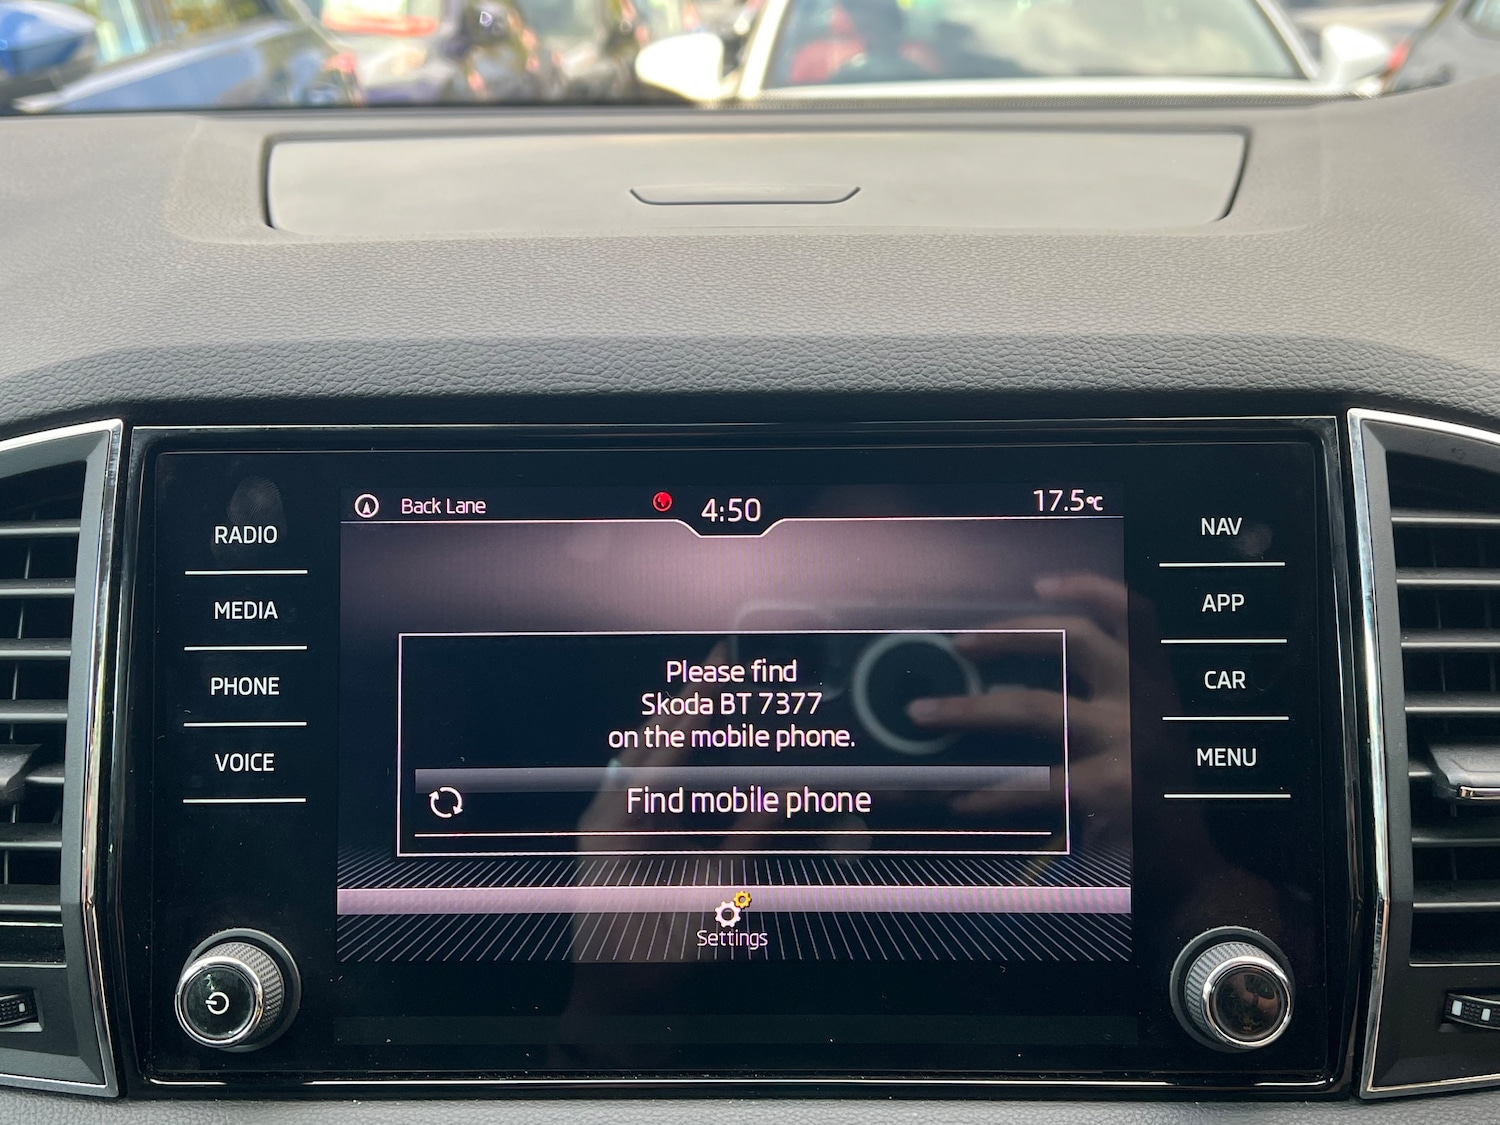 Back Lane
4:50
17.5°C
RADIO
MEDIA
PHONE
VOICE
NAV
APP
CAR
MENU
Please find
Skoda BT 7377
on the mobile phone.
Find mobile phone
Settings